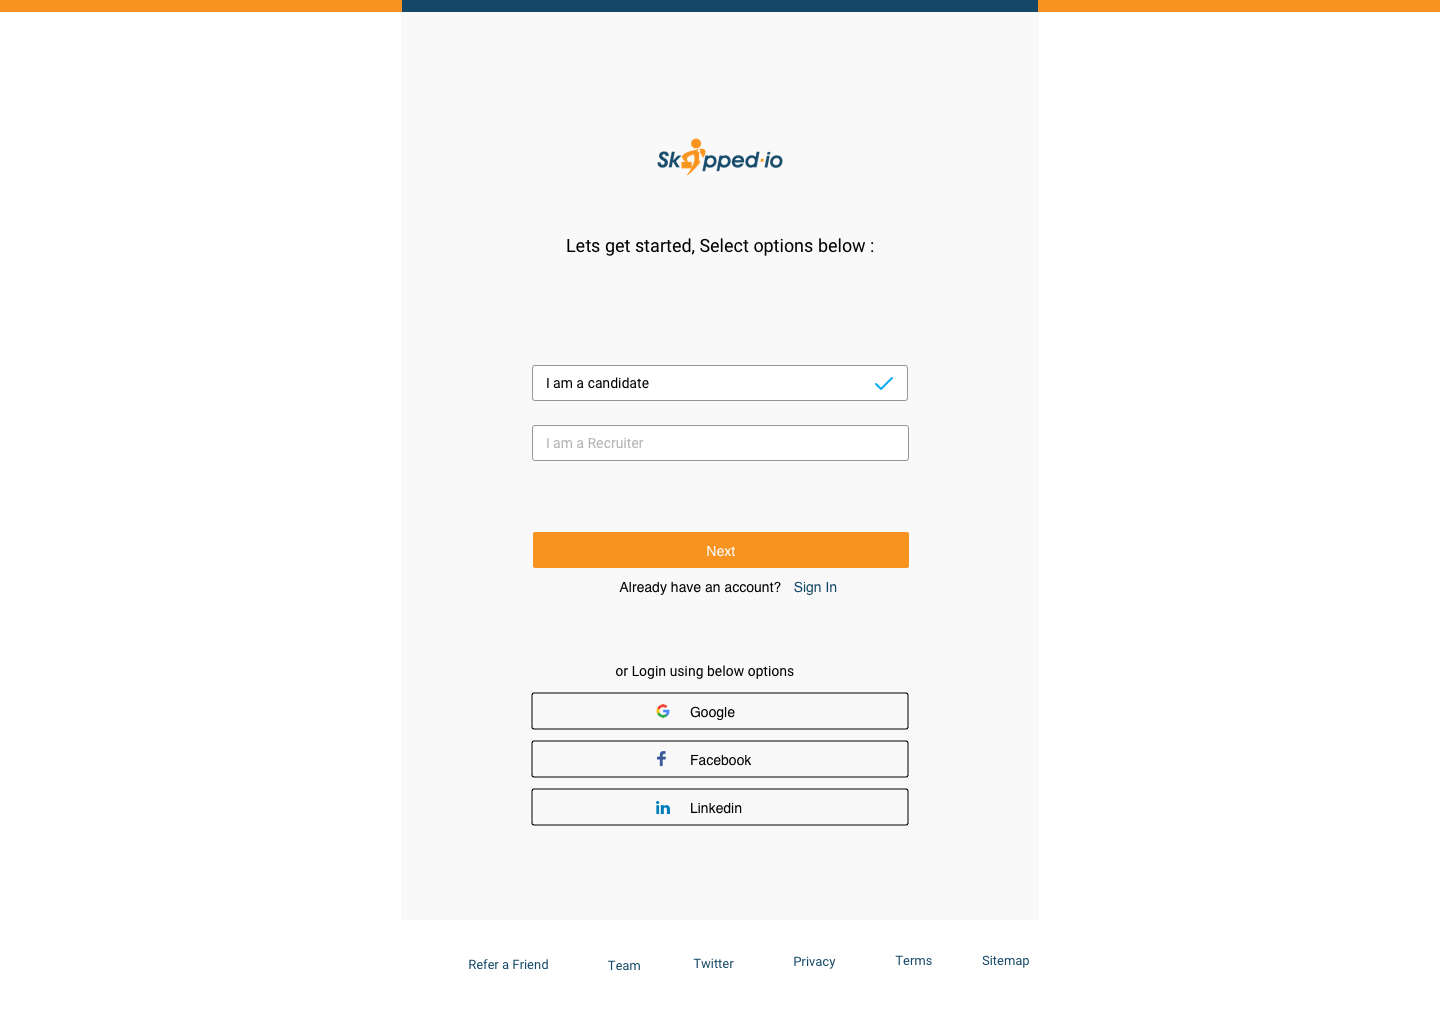 Skipped·io
Lets get started, Select options below :
I am a candidate
I am a Recruiter
Next
Already have an account? Sign In
or Login using below options
Google
Facebook
in Linkedin
Refer a Friend Team Twitter Privacy Terms Sitemap